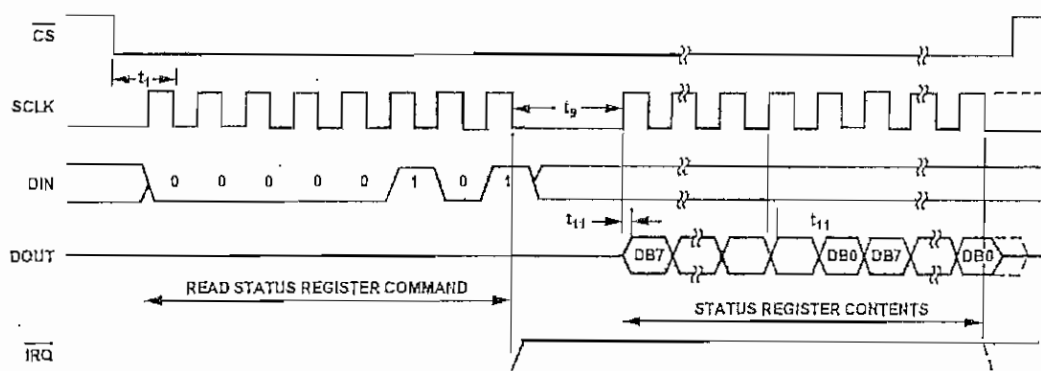 CS
t1
SCLK
t9
DIN
0 0 0 0 0 1 0 1
t11
t11
DOUT
DB7 DB0 DB7 DB0
READ STATUS REGISTER COMMAND
STATUS REGISTER CONTENTS
IRQ